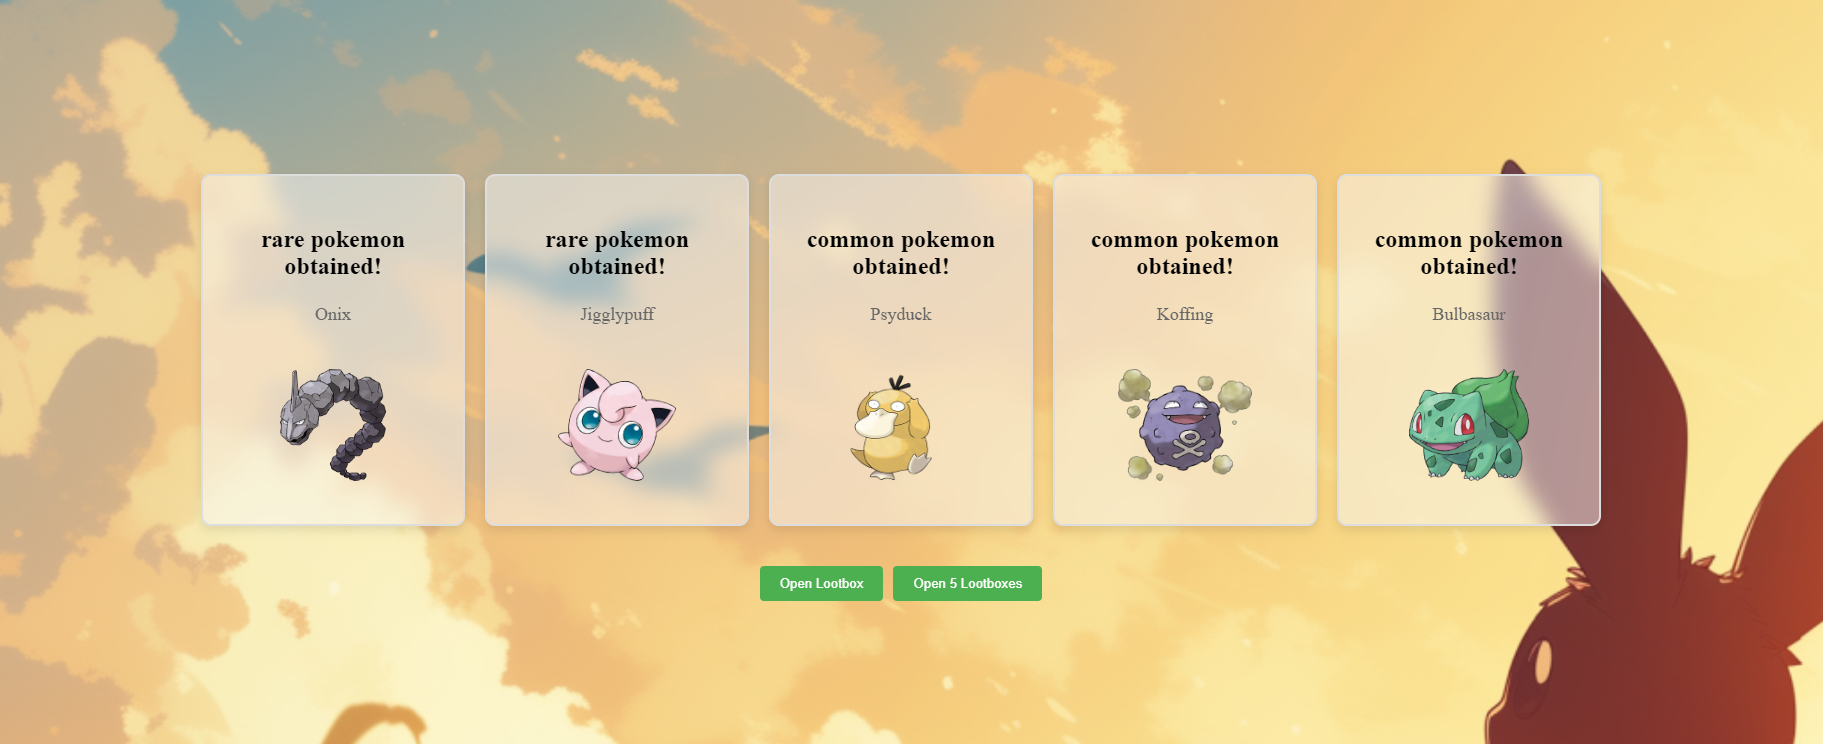 rare pokemon
obtained!
Onix
rare pokemon
obtained!
Jigglypuff
common pokemon
obtained!
Psyduck
common pokemon
obtained!
Koffing
common pokemon
obtained!
Bulbasaur
Open Lootbox
Open 5 Lootboxes